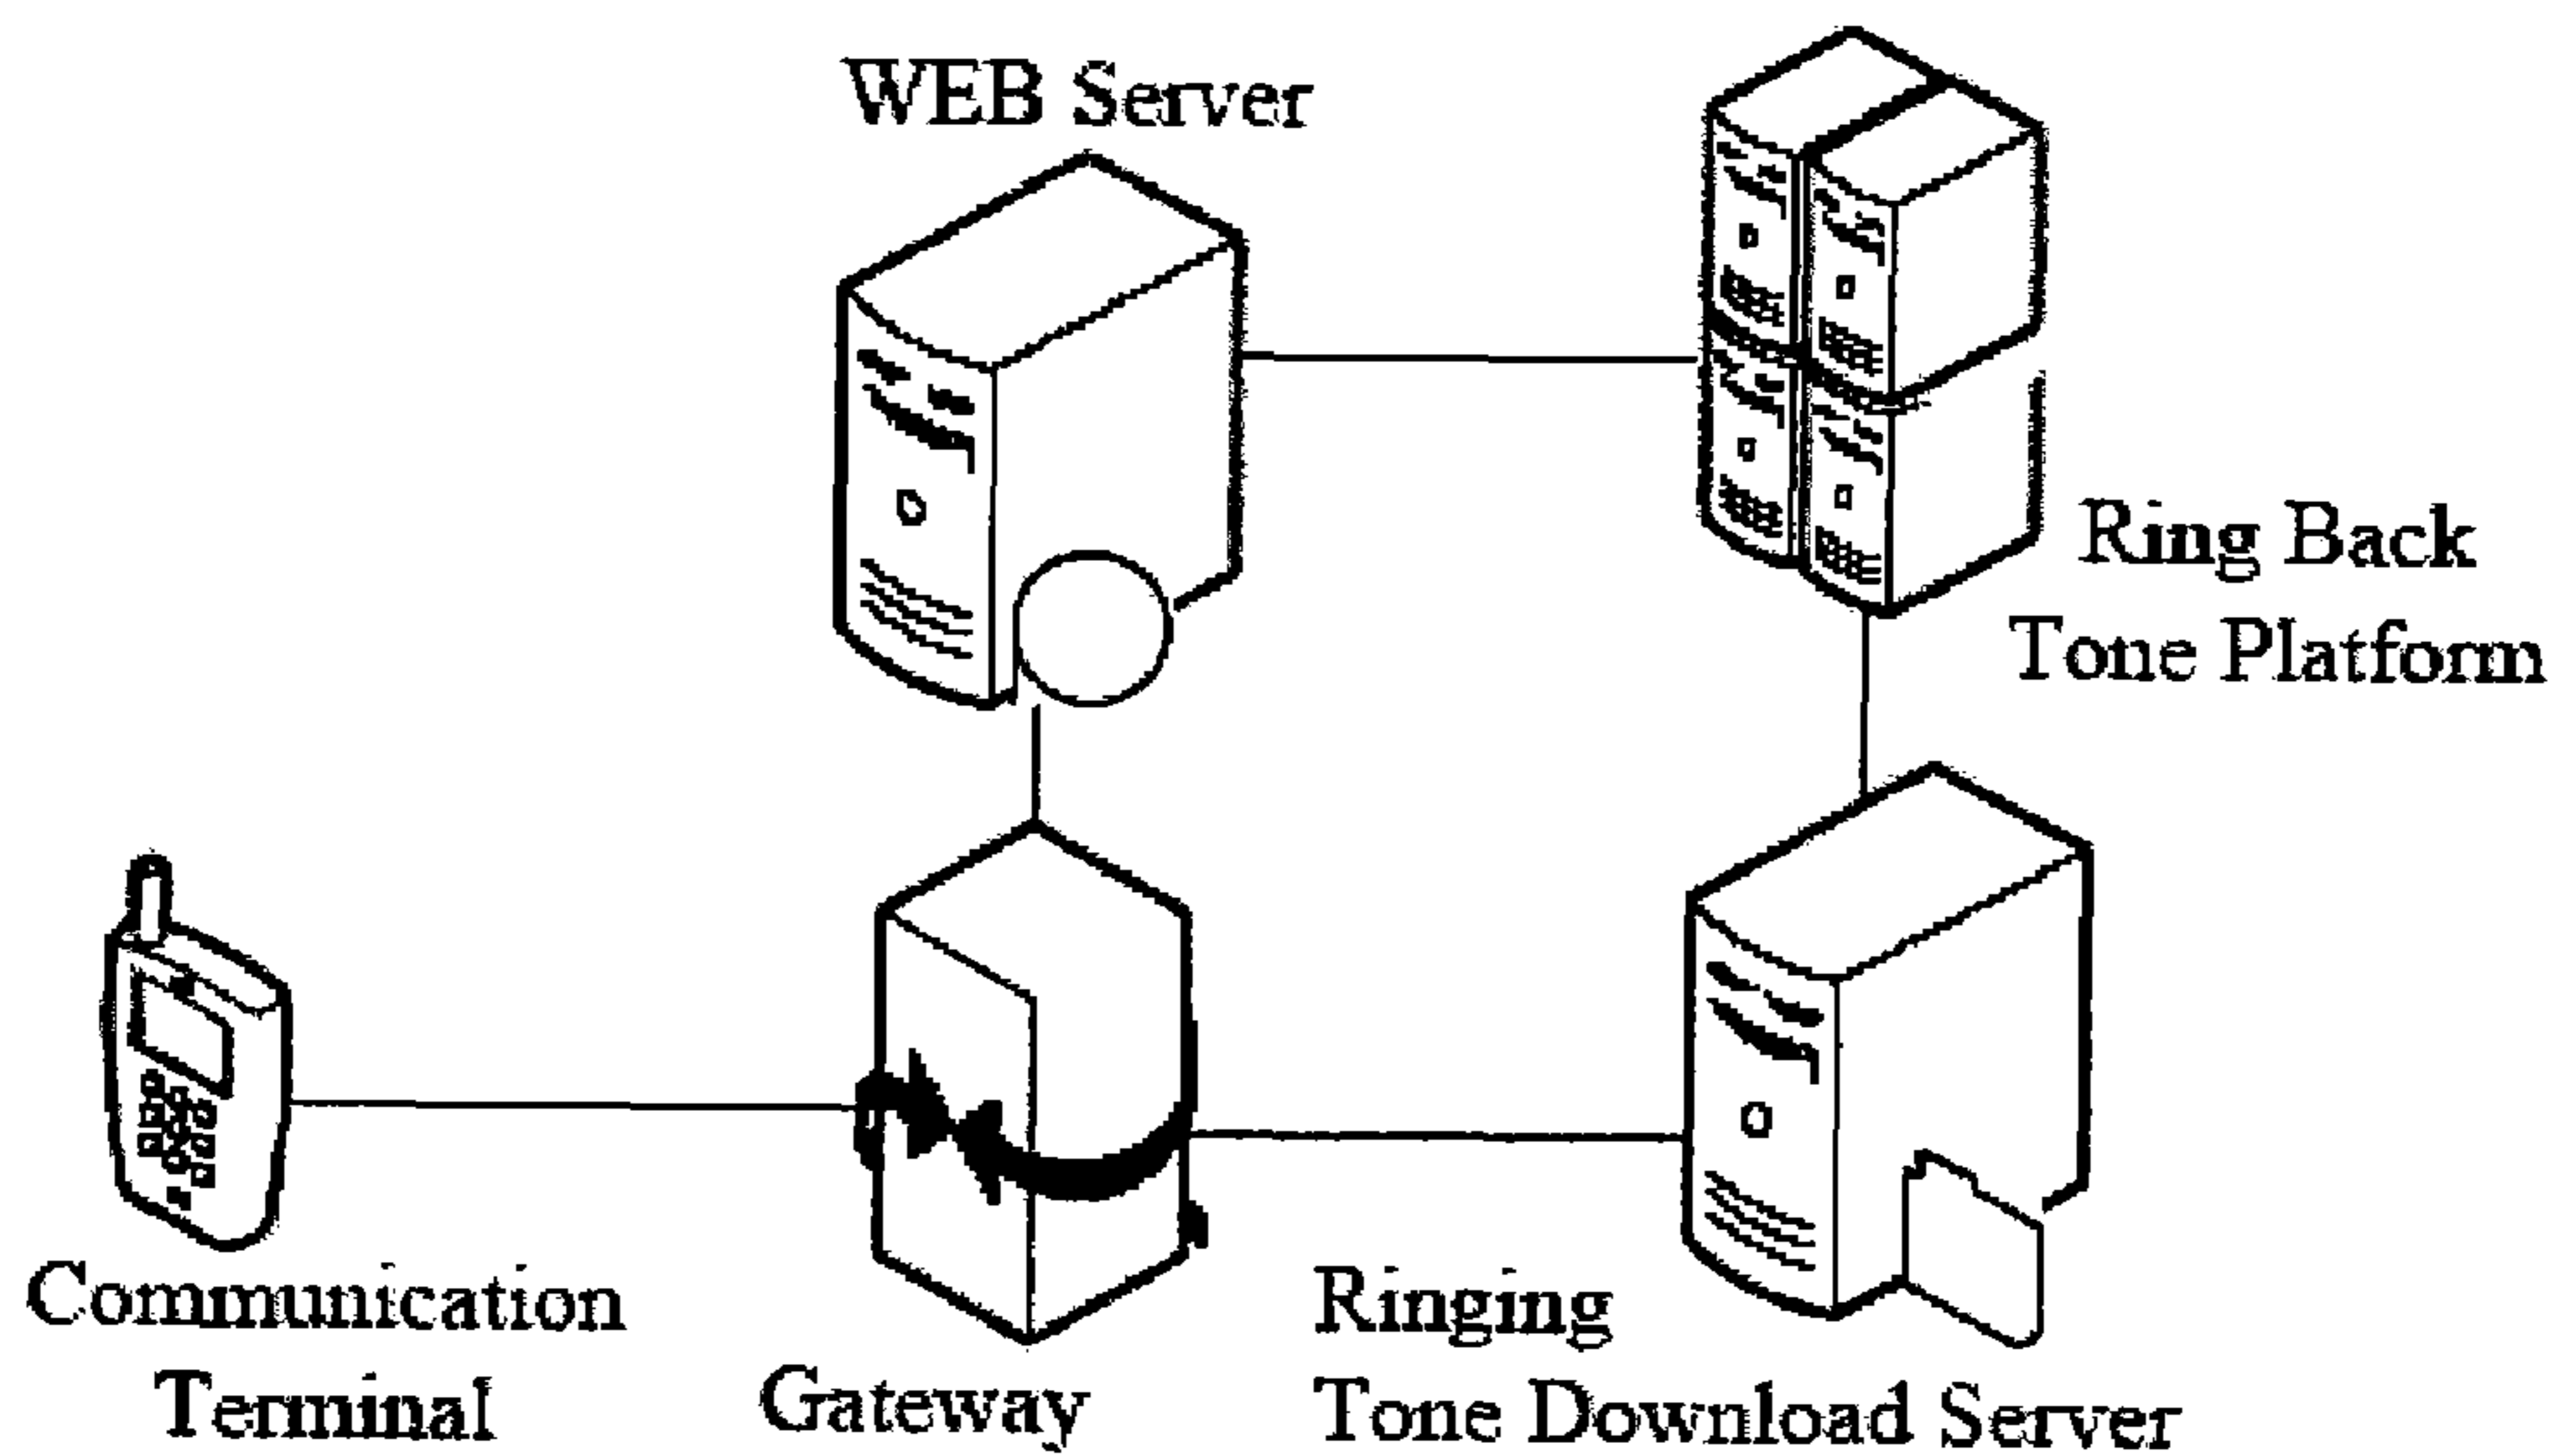 WEB Server
Ring Back
Tone Platform
Communication
Terminal
Gateway
Ringing
Tone Download Server